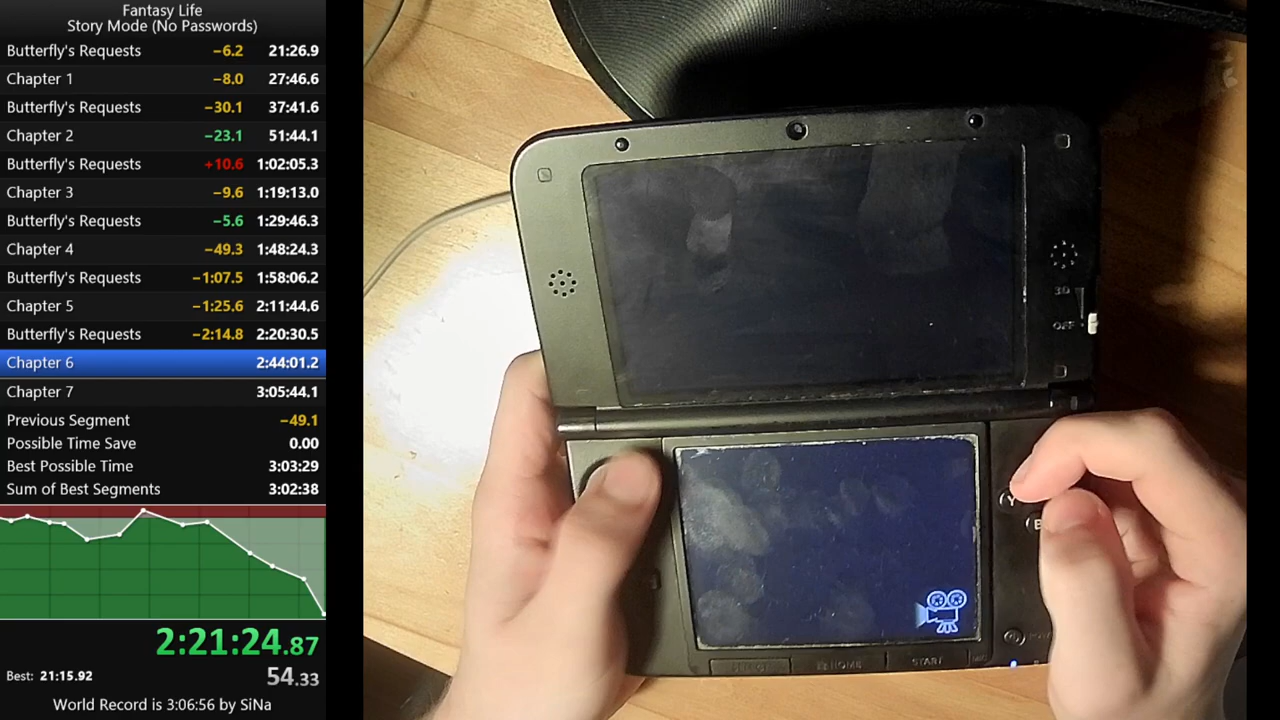 Fantasy Life
Story Mode (No Passwords)
Butterfly's Requests −6.2 21:26.9
Chapter 1 −8.0 27:46.6
Butterfly's Requests −30.1 37:41.6
Chapter 2 −23.1 51:44.1
Butterfly's Requests +10.6 1:02:05.3
Chapter 3 −9.6 1:19:13.0
Butterfly's Requests −5.6 1:29:46.3
Chapter 4 −49.3 1:48:24.3
Butterfly's Requests −1:07.5 1:58:06.2
Chapter 5 −1:25.6 2:11:44.6
Butterfly's Requests −2:14.8 2:20:30.5
Chapter 6 2:44:01.2
Chapter 7 3:05:44.1
Previous Segment −49.1
Possible Time Save 0.00
Best Possible Time 3:03:29
Sum of Best Segments 3:02:38
2:21:24.87
Best: 21:15.92 54.33
World Record is 3:06:56 by SiNa
3D
OFF
Y
B
SELECT HOME START